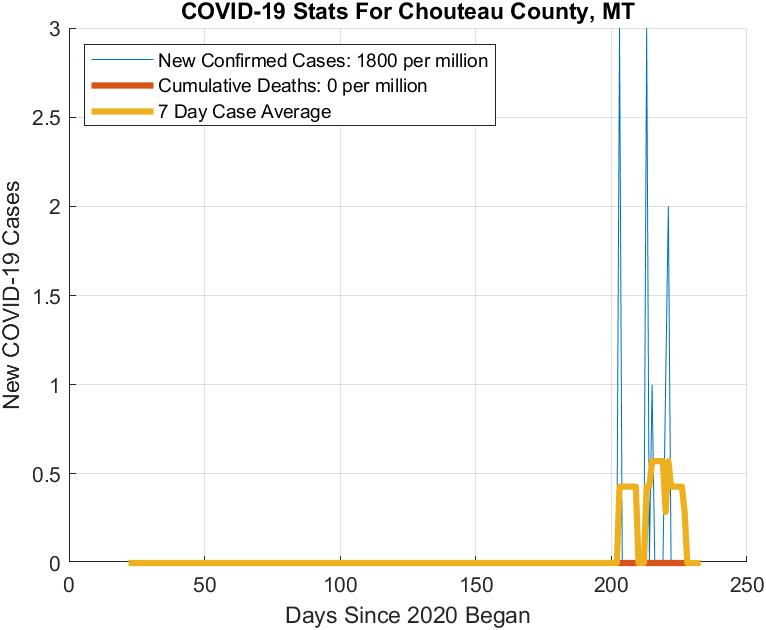 COVID-19 Stats For Chouteau County, MT
New Confirmed Cases: 1800 per million
Cumulative Deaths: 0 per million
7 Day Case Average
New COVID-19 Cases
3
2.5
2
1.5
1
0.5
0
0 50 100 150 200 250
Days Since 2020 Began